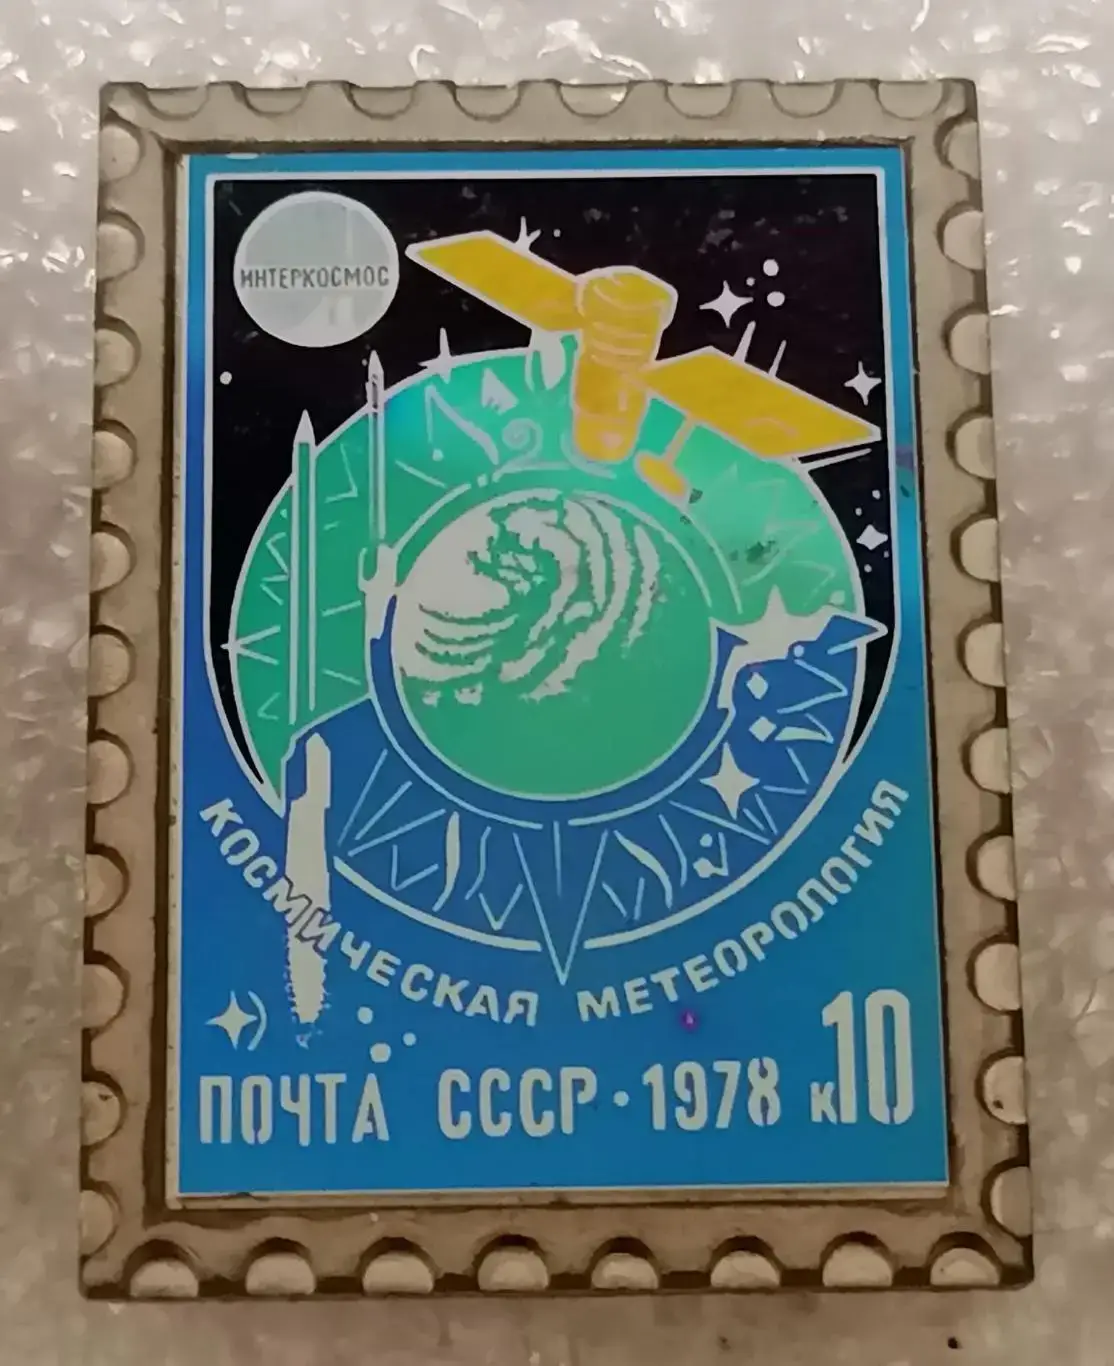 ИНТЕРКОСМОС
КОСМИЧЕСКАЯ МЕТЕОРОЛОГИЯ
ПОЧТА СССР · 1978 к10